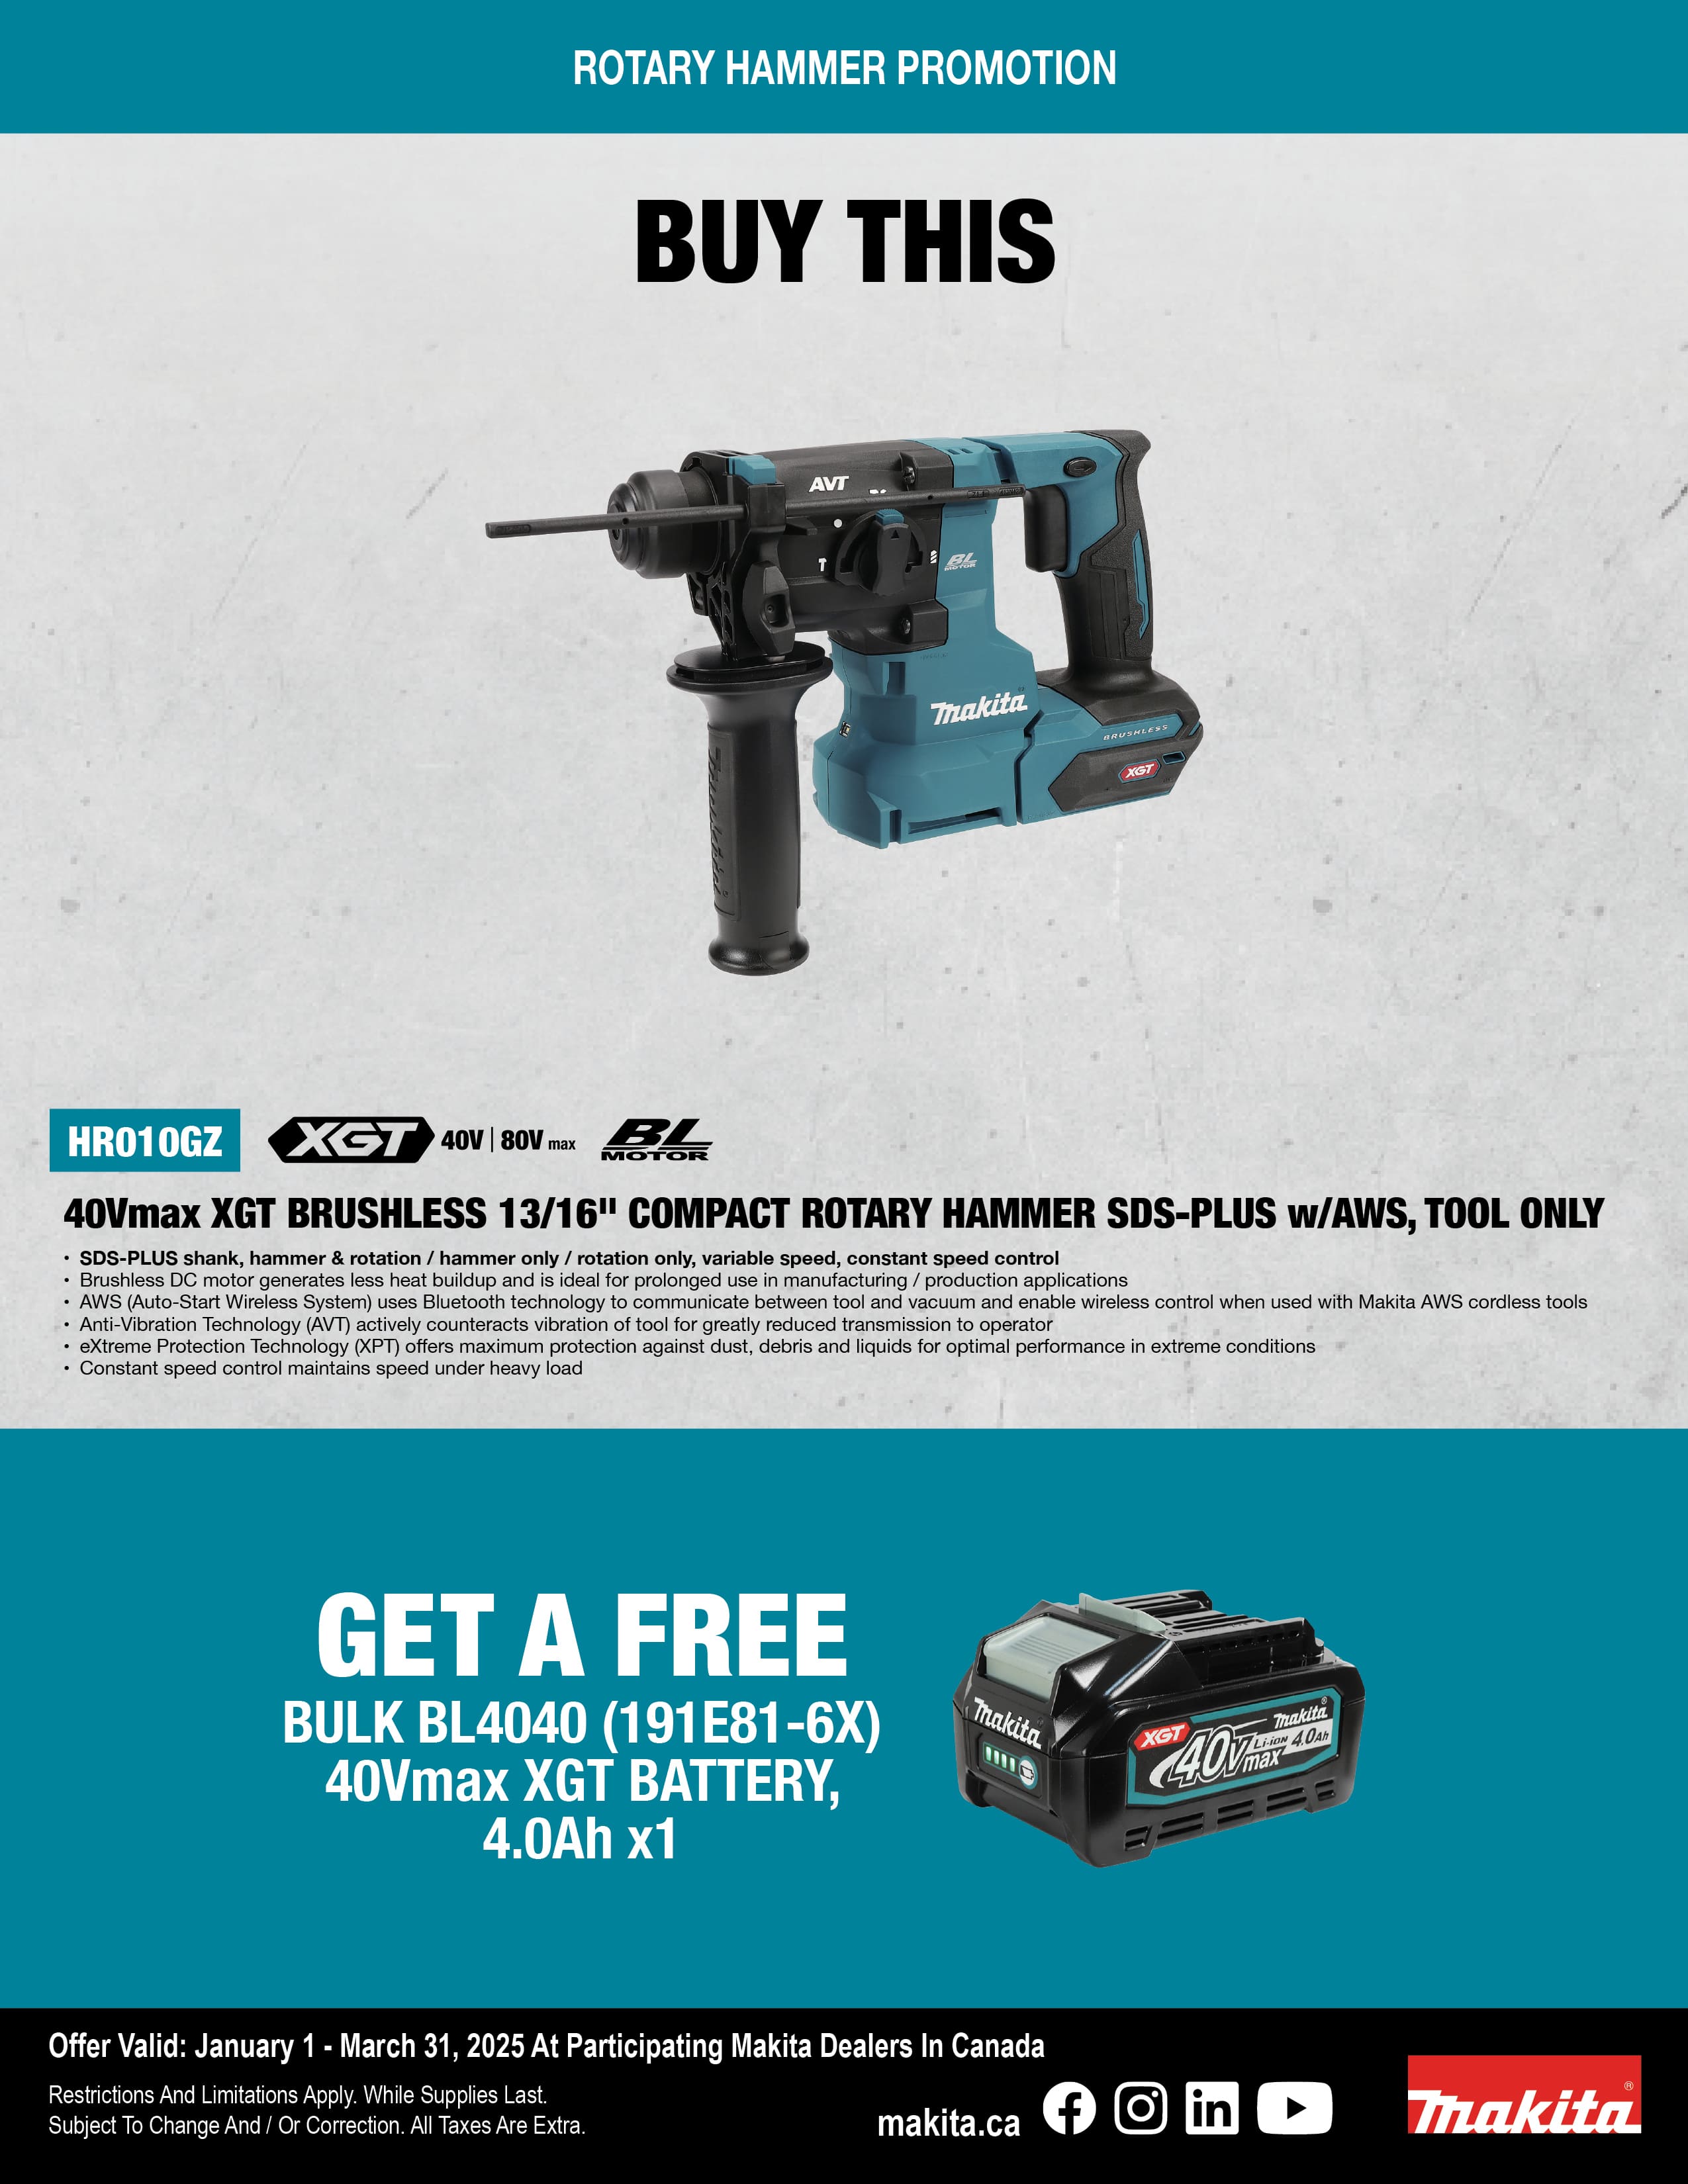 ROTARY HAMMER PROMOTION
BUY THIS
AVT
BL
MOTOR
makita
BRUSHLESS
XGT
makita
HR010GZ
XGT 40V | 80V max
BL
MOTOR
40Vmax XGT BRUSHLESS 13/16" COMPACT ROTARY HAMMER SDS-PLUS w/AWS, TOOL ONLY
• SDS-PLUS shank, hammer & rotation / hammer only / rotation only, variable speed, constant speed control
• Brushless DC motor generates less heat buildup and is ideal for prolonged use in manufacturing / production applications
• AWS (Auto-Start Wireless System) uses Bluetooth technology to communicate between tool and vacuum and enable wireless control when used with Makita AWS cordless tools
• Anti-Vibration Technology (AVT) actively counteracts vibration of tool for greatly reduced transmission to operator
• eXtreme Protection Technology (XPT) offers maximum protection against dust, debris and liquids for optimal performance in extreme conditions
• Constant speed control maintains speed under heavy load
GET A FREE
BULK BL4040 (191E81-6X)
40Vmax XGT BATTERY,
4.0Ah x1
makita
XGT
makita®
40Vmax Li-ion 4.0Ah
Offer Valid: January 1 - March 31, 2025 At Participating Makita Dealers In Canada
Restrictions And Limitations Apply. While Supplies Last.
Subject To Change And / Or Correction. All Taxes Are Extra.
makita.ca
in
makita®